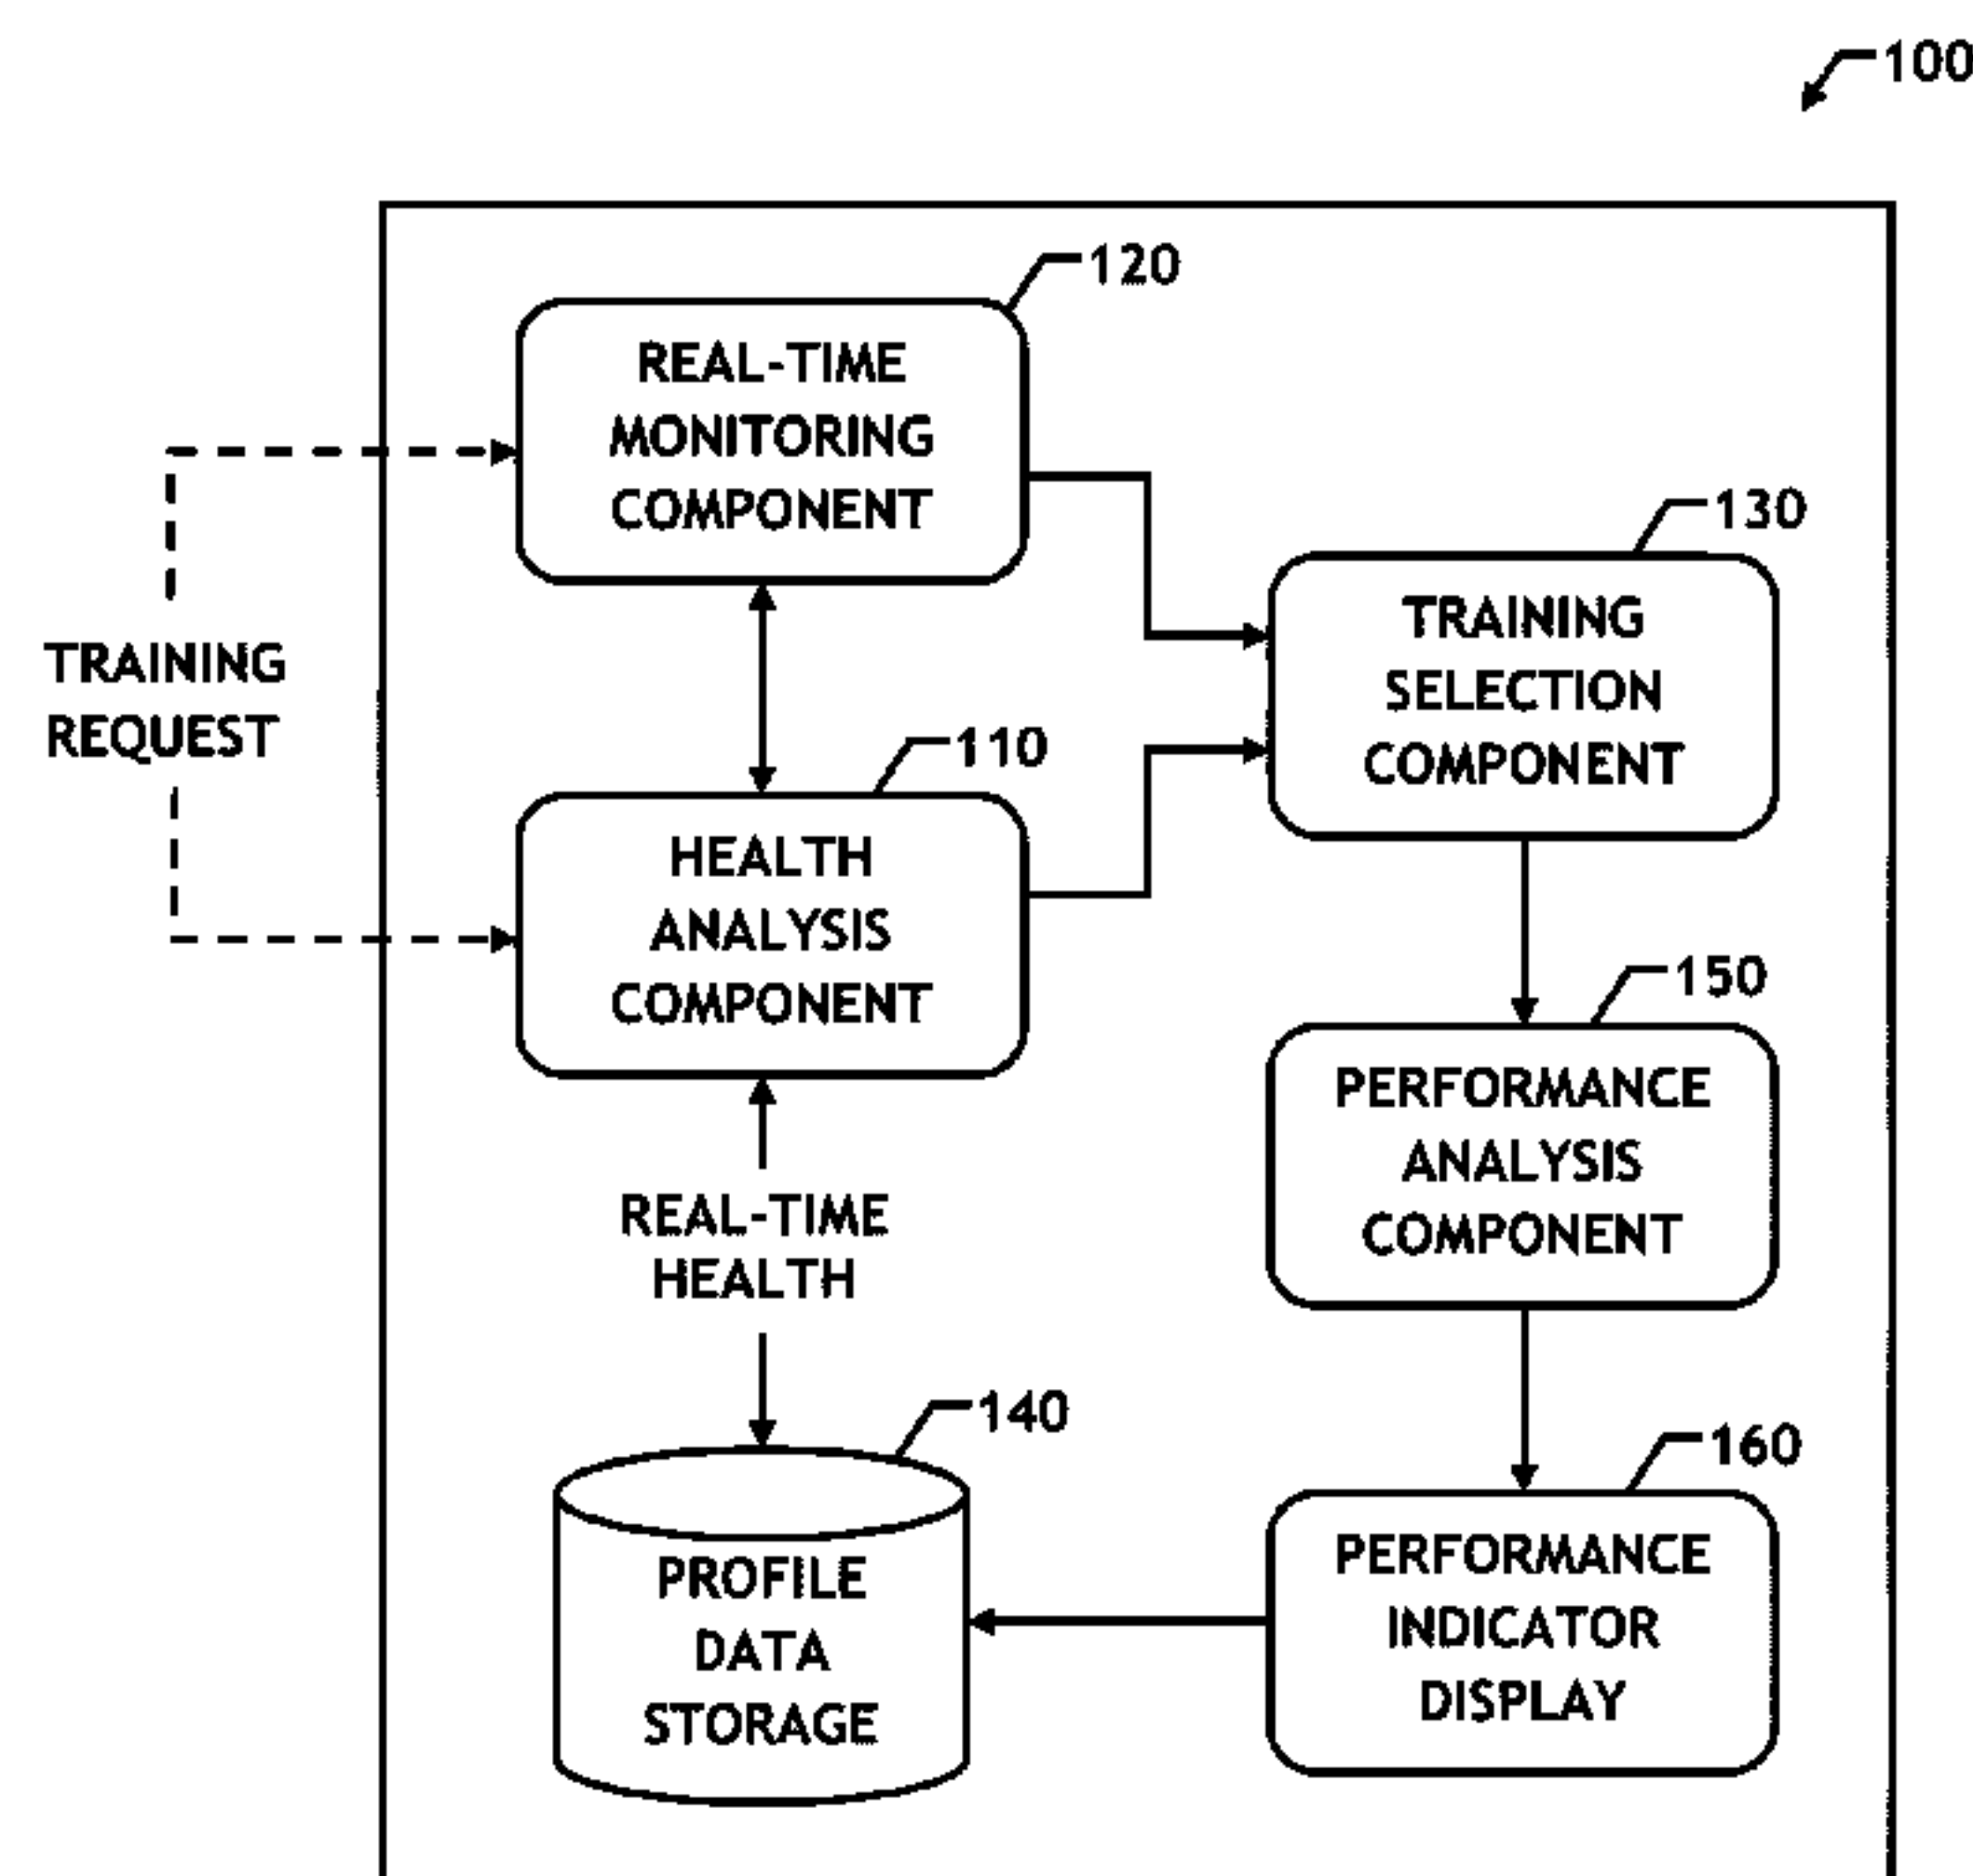 100
120
REAL-TIME
MONITORING
COMPONENT
130
TRAINING
SELECTION
COMPONENT
TRAINING
REQUEST
110
HEALTH
ANALYSIS
COMPONENT
150
PERFORMANCE
ANALYSIS
COMPONENT
REAL-TIME
HEALTH
140
PROFILE
DATA
STORAGE
160
PERFORMANCE
INDICATOR
DISPLAY